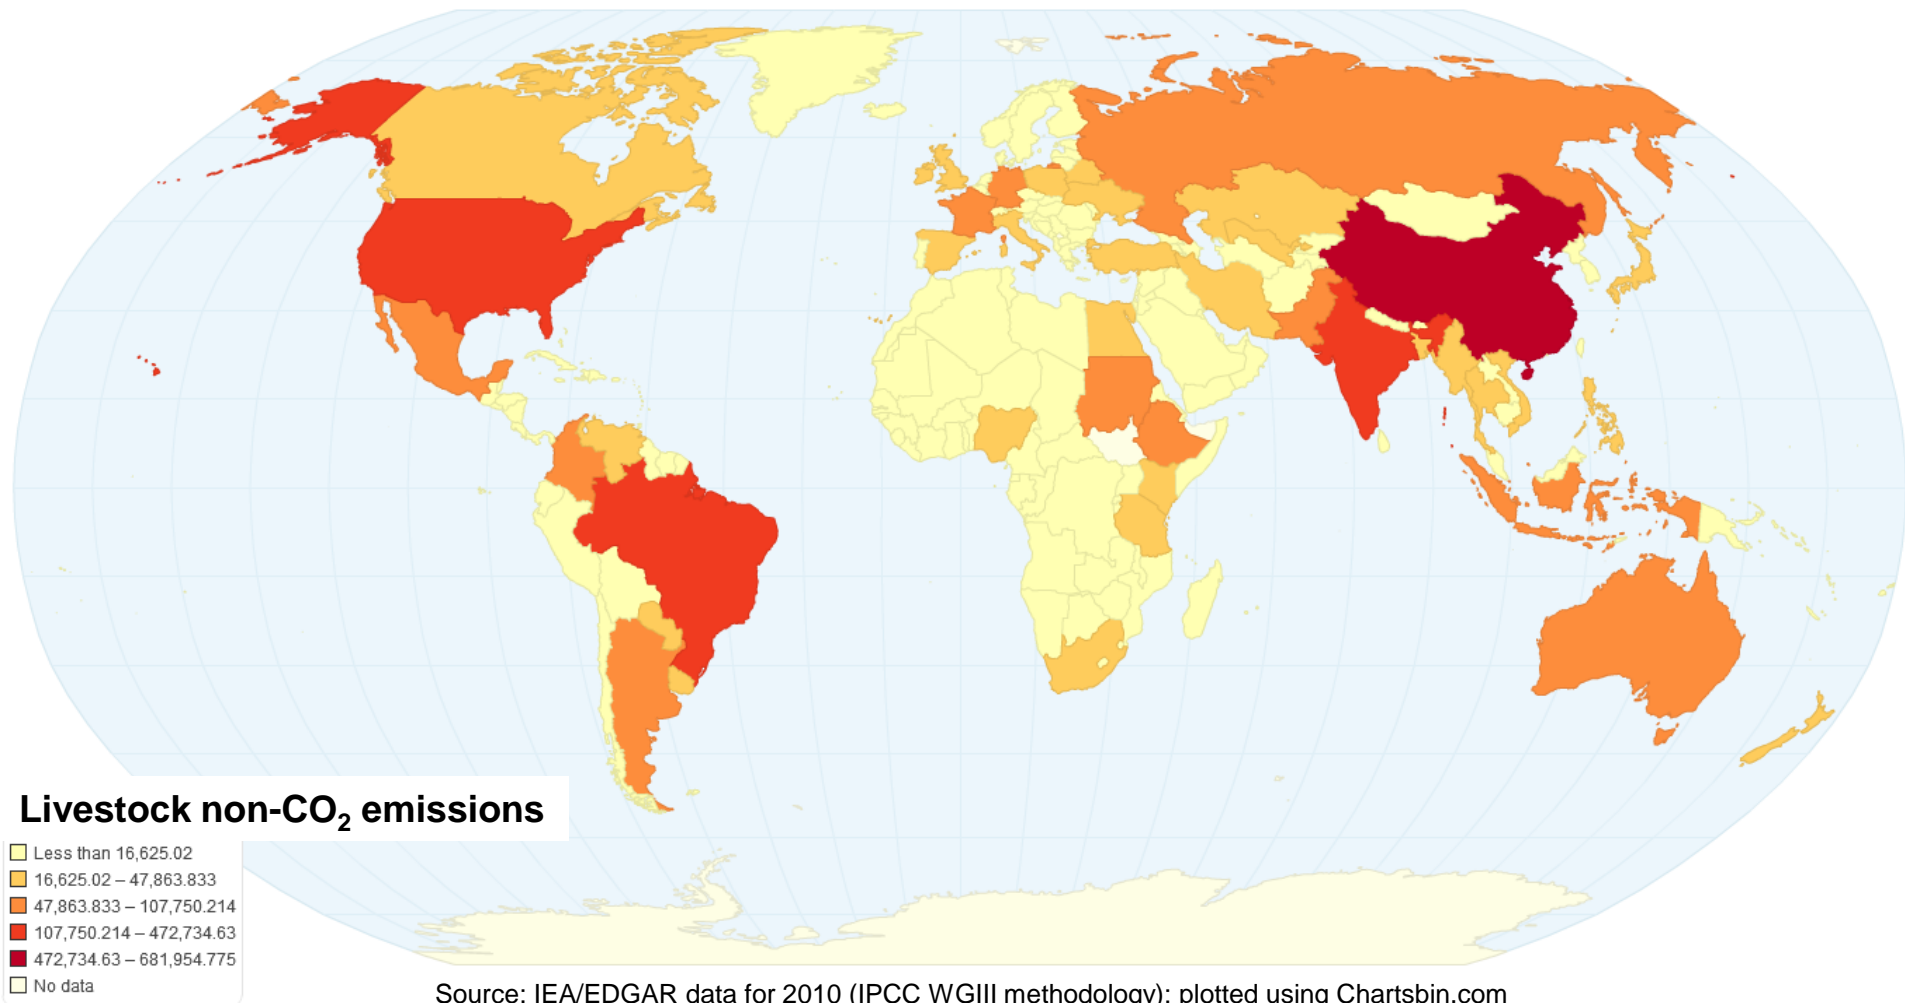 Livestock non-CO₂ emissions
Less than 16,625.02
16,625.02 – 47,863.833
47,863.833 – 107,750.214
107,750.214 – 472,734.63
472,734.63 – 681,954.775
No data
Source: IEA/EDGAR data for 2010 (IPCC WGIII methodology); plotted using Chartsbin.com